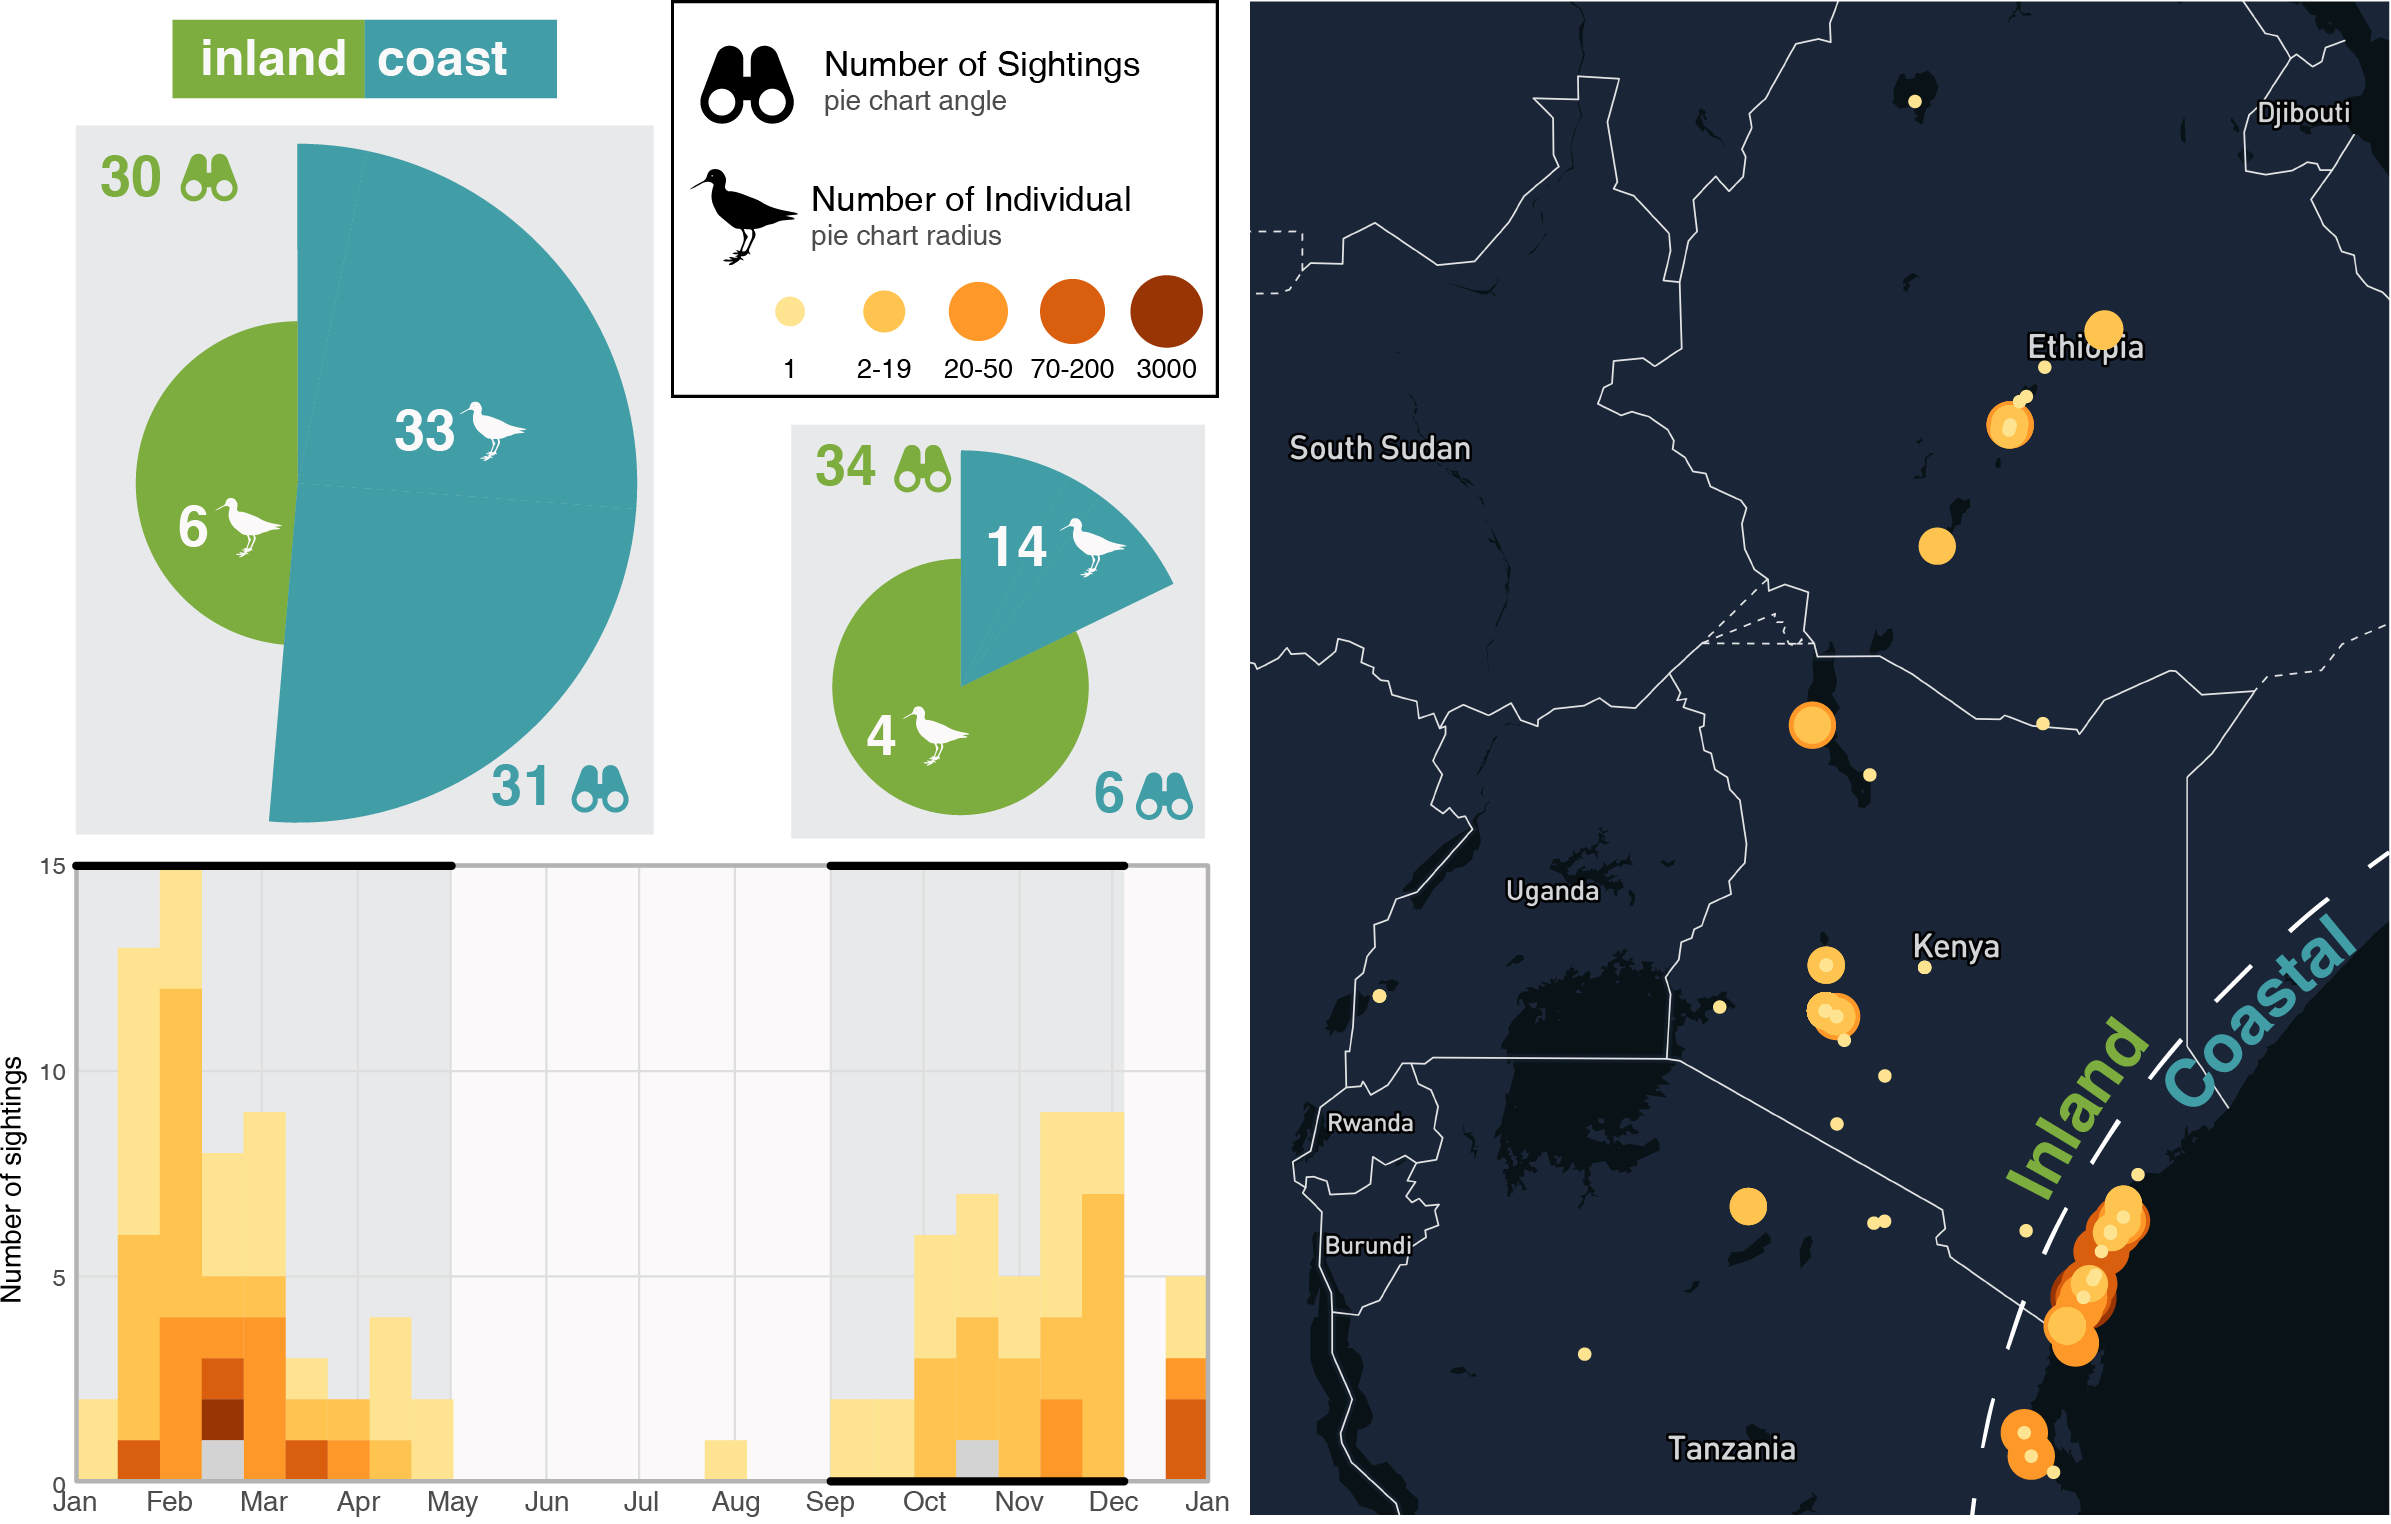 inland coast
30
33
6
31
Number of Sightings
pie chart angle
Number of Individual
pie chart radius
1 2-19 20-50 70-200 3000
34
14
4
6
Number of sightings
15
10
5
0
Jan Feb Mar Apr May Jun Jul Aug Sep Oct Nov Dec Jan
Djibouti
Ethiopia
South Sudan
Uganda
Kenya
Coastal
Inland
Rwanda
Burundi
Tanzania